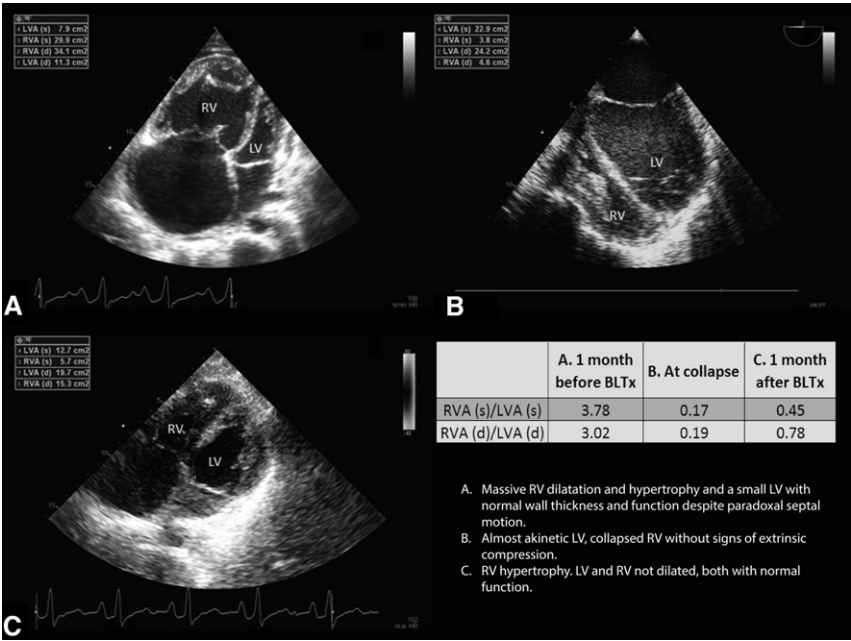 LVA (s) 7.9 cm2
RVA (s) 29.9 cm2
RVA (d) 34.1 cm2
LVA (d) 11.3 cm2
RV
LV
5
10
15
A
LVA (s) 22.9 cm2
RVA (s) 3.8 cm2
LVA (d) 24.2 cm2
RVA (d) 4.6 cm2
LV
RV
B
LVA (s) 12.7 cm2
RVA (s) 5.7 cm2
LVA (d) 19.7 cm2
RVA (d) 15.3 cm2
RV
LV
C
A. 1 month before BLTx B. At collapse C. 1 month after BLTx
RVA (s)/LVA (s) 3.78 0.17 0.45
RVA (d)/LVA (d) 3.02 0.19 0.78
A. Massive RV dilatation and hypertrophy and a small LV with
normal wall thickness and function despite paradoxal septal
motion.
B. Almost akinetic LV, collapsed RV without signs of extrinsic
compression.
C. RV hypertrophy. LV and RV not dilated, both with normal
function.